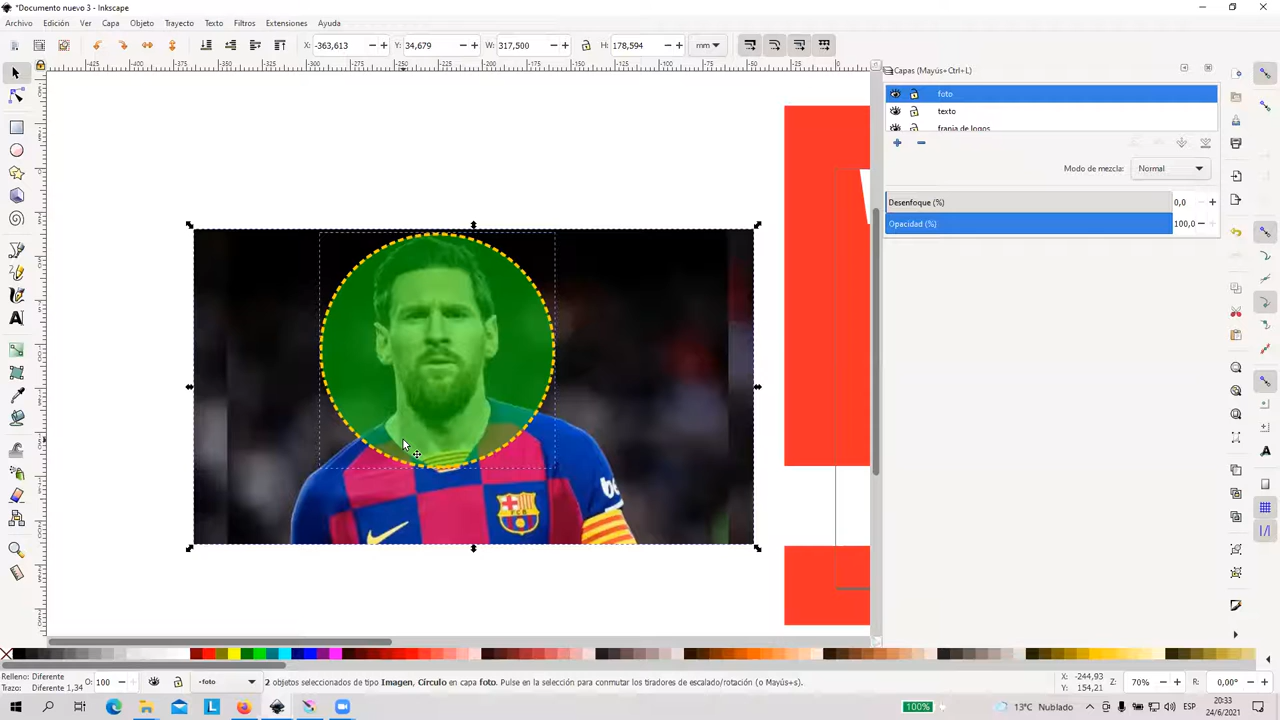 *Documento nuevo 3 - Inkscape
Archivo Edición Ver Capa Objeto Trayecto Texto Filtros Extensiones Ayuda
X: -363,613 Y: 34,679 W: 317,500 H: 178,594 mm
Capas (Mayús+Ctrl+L)
foto
texto
franja de logos
Modo de mezcla: Normal
Desenfoque (%) 0,0
Opacidad (%) 100,0
Relleno: Diferente
Trazo: Diferente 1,34
O: 100
foto
2 objetos seleccionados de tipo Imagen, Círculo en capa foto. Pulse en la selección para conmutar los tiradores de escalado/rotación (o Mayús+s).
X: -244,93
Y: 154,21
Z: 70%
R: 0,00°
100%
13°C Nublado
ESP
20:33
24/6/2021